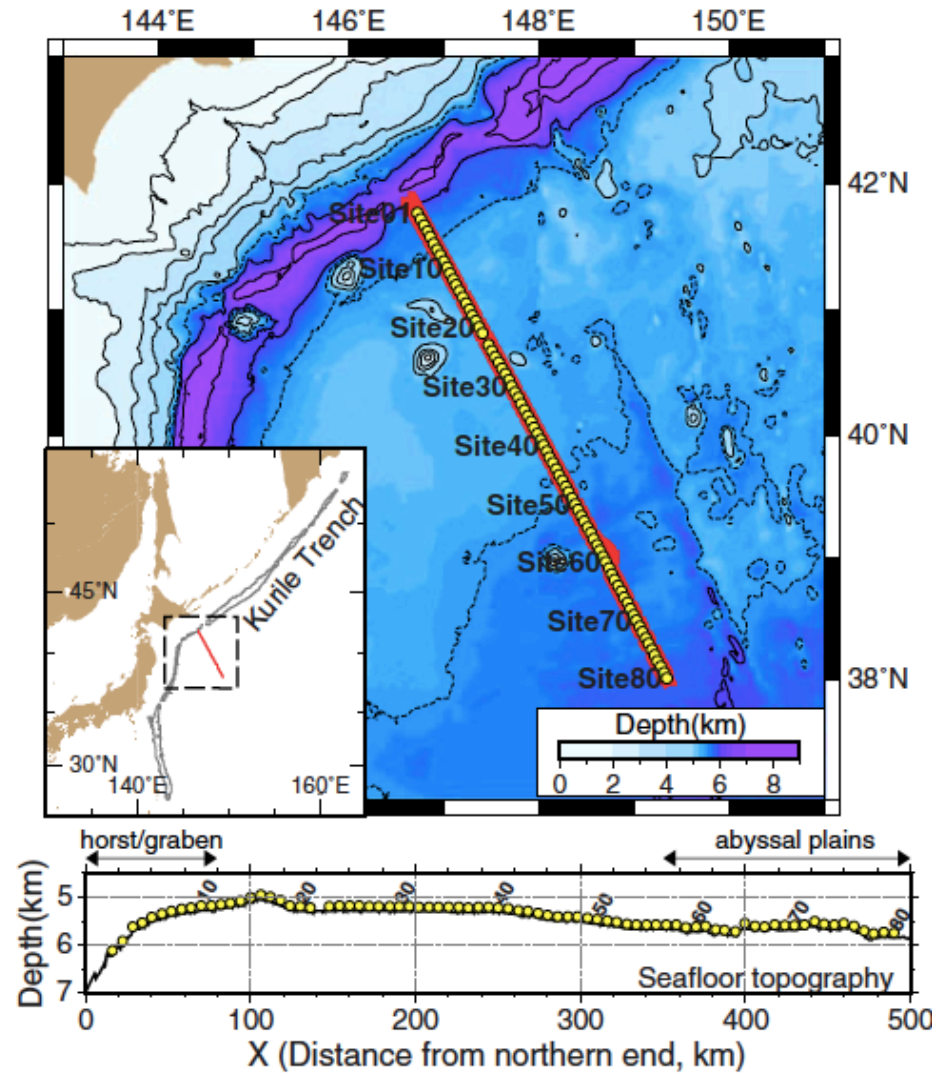 144˚E 146˚E 148˚E 150˚E
42˚N
Site01
Site10
Site20
Site30
Site40
40˚N
Site50
Site60
Site70
Site80
38˚N
Kurile Trench
45˚N
30˚N
140˚E 160˚E
Depth(km)
0 2 4 6 8
horst/graben abyssal plains
Depth(km)
5
6
7
10 20 30 40 50 60 70 80
Seafloor topography
0 100 200 300 400 500
X (Distance from northern end, km)